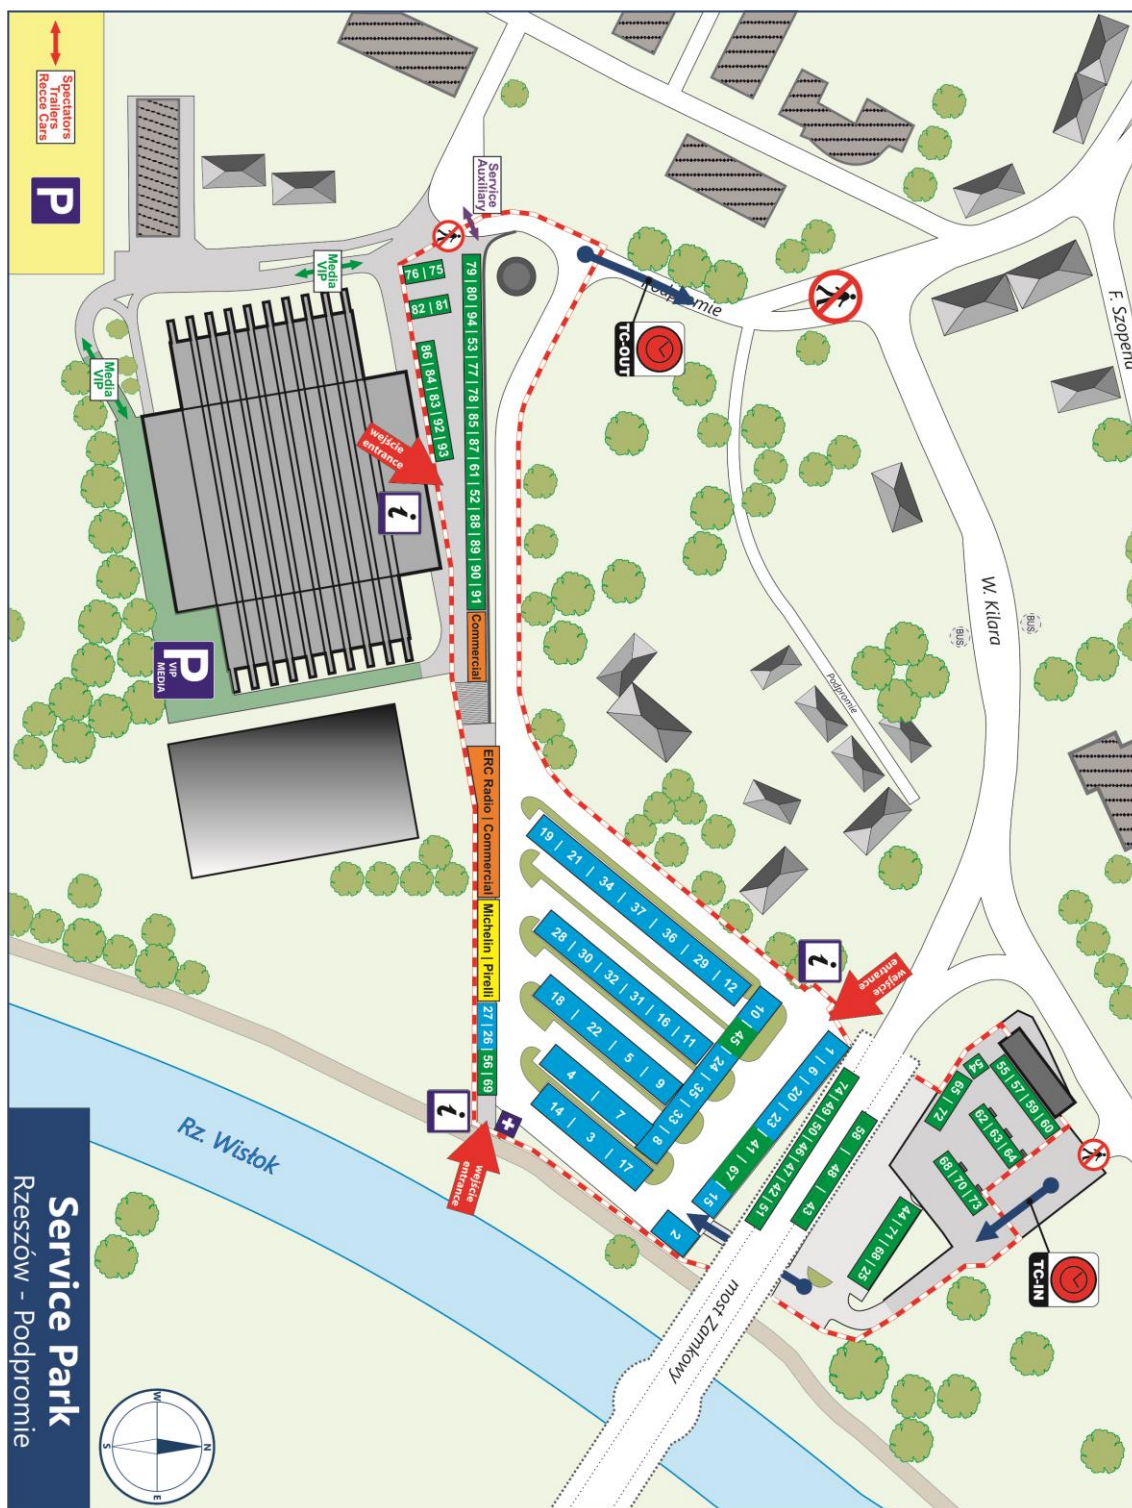 Service Park
Rzeszów - Podpromie
Spectators
Trailers
Recce Cars
P
Service
Auxiliary
Media
VIP
Media
VIP
TC-OUT
Podpromie
F. Szopena
W. Kilara
BUS
BUS
Podpromie
76 | 75
82 | 81
86 | 84 | 83 | 92 | 93
79 | 80 | 94 | 53 | 77 | 78 | 85 | 87 | 61 | 52 | 88 | 89 | 90 | 91
Commercial
wejście
entrance
i
P
VIP
MEDIA
ERC Radio | Commercial
Michelin | Pirelli
27 | 26 | 56 | 69
19 | 21 | 34 | 37 | 36 | 29 | 12
28 | 30 | 32 | 31 | 16 | 11
18 | 22 | 5 | 9
4 | 7
14 | 3 | 17
10 | 45 | 24 | 35 | 33 | 8
1 | 6 | 20 | 23 | 41 | 67 | 15
2
74 | 49 | 50 | 46 | 47 | 42 | 51
58 | 48 | 43
i
wejście
entrance
i
wejście
entrance
54
65 | 72
55 | 57 | 59 | 60
62 | 63 | 64
68 | 70 | 73
44 | 71 | 68 | 25
TC-IN
most Zamkowy
Rz. Wisłok
N
E
S
W